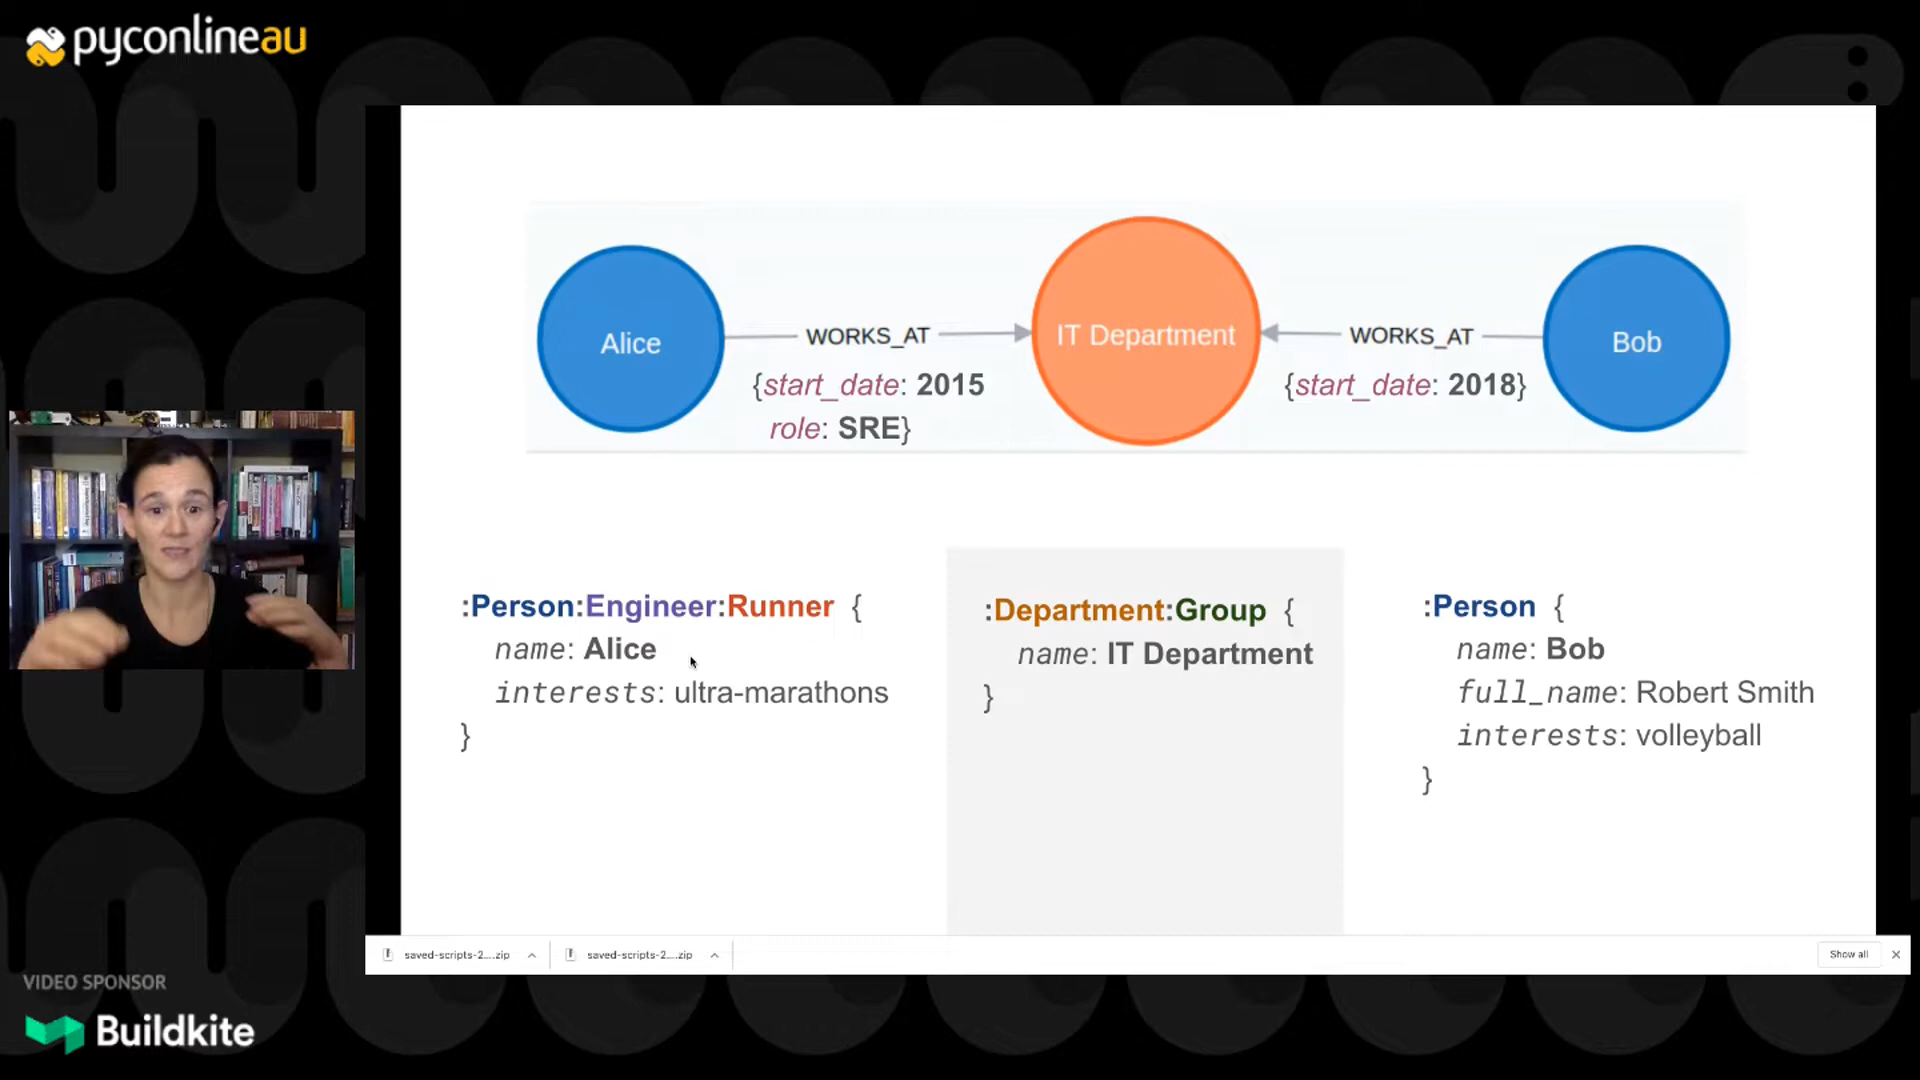 pyconlineau
Alice
WORKS_AT
IT Department
WORKS_AT
Bob
{start_date: 2015
role: SRE}
{start_date: 2018}
:Person:Engineer:Runner {
name: Alice
interests: ultra-marathons
}
:Department:Group {
name: IT Department
}
:Person {
name: Bob
full_name: Robert Smith
interests: volleyball
}
saved-scripts-2....zip
saved-scripts-2....zip
Show all
VIDEO SPONSOR
Buildkite